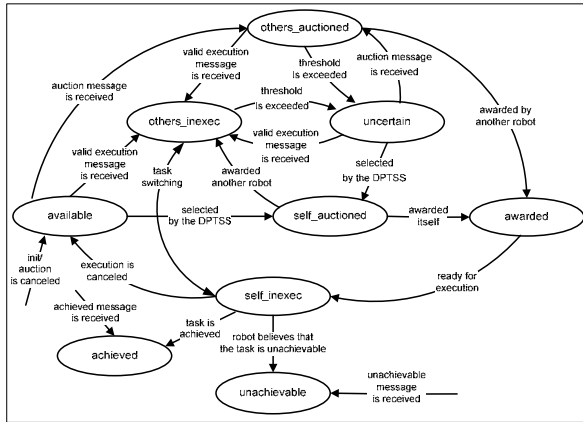 others_auctioned
valid execution
message
is received
threshold
Is exceeded
auction message
is received
auction message
is received
threshold
Is exceeded
others_inexec
uncertain
awarded by
another robot
valid execution
message
is received
valid execution
message
is received
task
switching
awarded
another robot
selected
by the DPTSS
available
selected
by the DPTSS
self_auctioned
awarded
itself
awarded
init/
auction
is canceled
execution is
canceled
ready for
execution
achieved message
is received
self_inexec
task is
achieved
robot believes that
the task is unachievable
achieved
unachievable
message
is received
unachievable